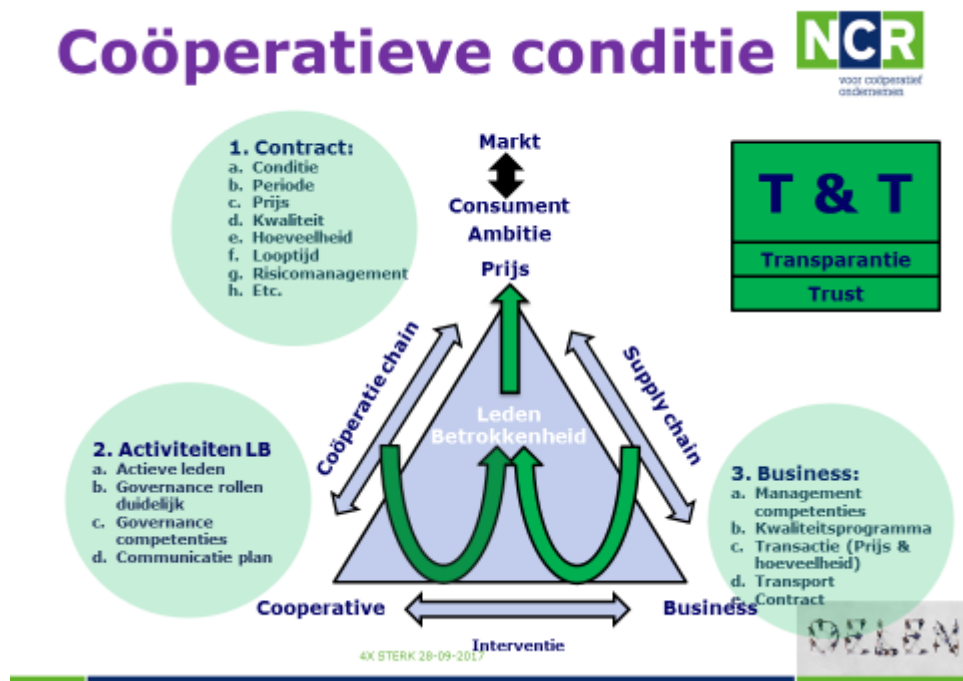 Coöperatieve conditie
NCR
voor coöperatief
ondernemen
1. Contract:
a. Conditie
b. Periode
c. Prijs
d. Kwaliteit
e. Hoeveelheid
f. Looptijd
g. Risicomanagement
h. Etc.
Markt
Consument
Ambitie
Prijs
T & T
Transparantie
Trust
Coöperatie chain
Supply chain
Leden
Betrokkenheid
2. Activiteiten LB
a. Actieve leden
b. Governance rollen
duidelijk
c. Governance
competenties
d. Communicatie plan
3. Business:
a. Management
competenties
b. Kwaliteitsprogramma
c. Transactie (Prijs &
hoeveelheid)
d. Transport
e. Contract
Cooperative
Business
Interventie
4X STERK 28-09-2017